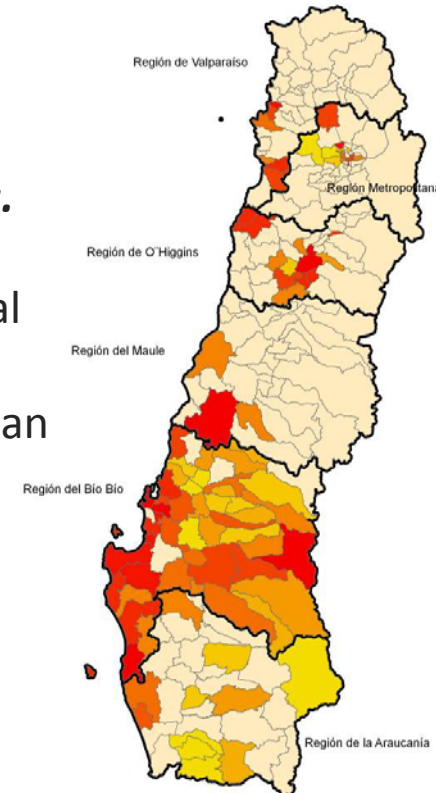 Región de Valparaíso
Región Metropolitana
.
Región de O´Higgins
al
Región del Maule
an
Región del Bío Bío
Región de la Araucanía